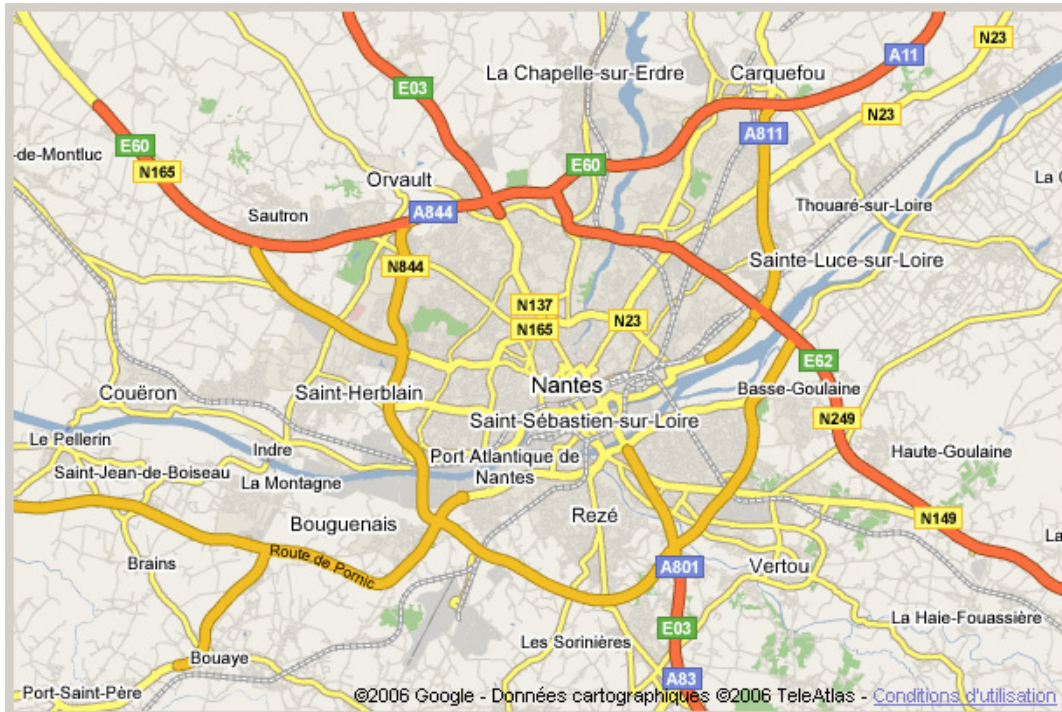 N23
A11
La Chapelle-sur-Erdre
Carquefou
E03
N23
A811
E60
-de-Montluc
N165
E60
Orvault
Thouaré-sur-Loire
Sautron
A844
Sainte-Luce-sur-Loire
N844
N137
N165
N23
E62
Nantes
Basse-Goulaine
Couëron
Saint-Herblain
Saint-Sébastien-sur-Loire
N249
Le Pellerin
Indre
Haute-Goulaine
Port Atlantique de
Nantes
Saint-Jean-de-Boiseau
La Montagne
Rezé
N149
Bouguenais
Route de Pornic
Brains
A801
Vertou
La Haie-Fouassière
E03
Les Sorinières
Bouaye
A83
Port-Saint-Père
©2006 Google - Données cartographiques ©2006 TeleAtlas - Conditions d'utilisation